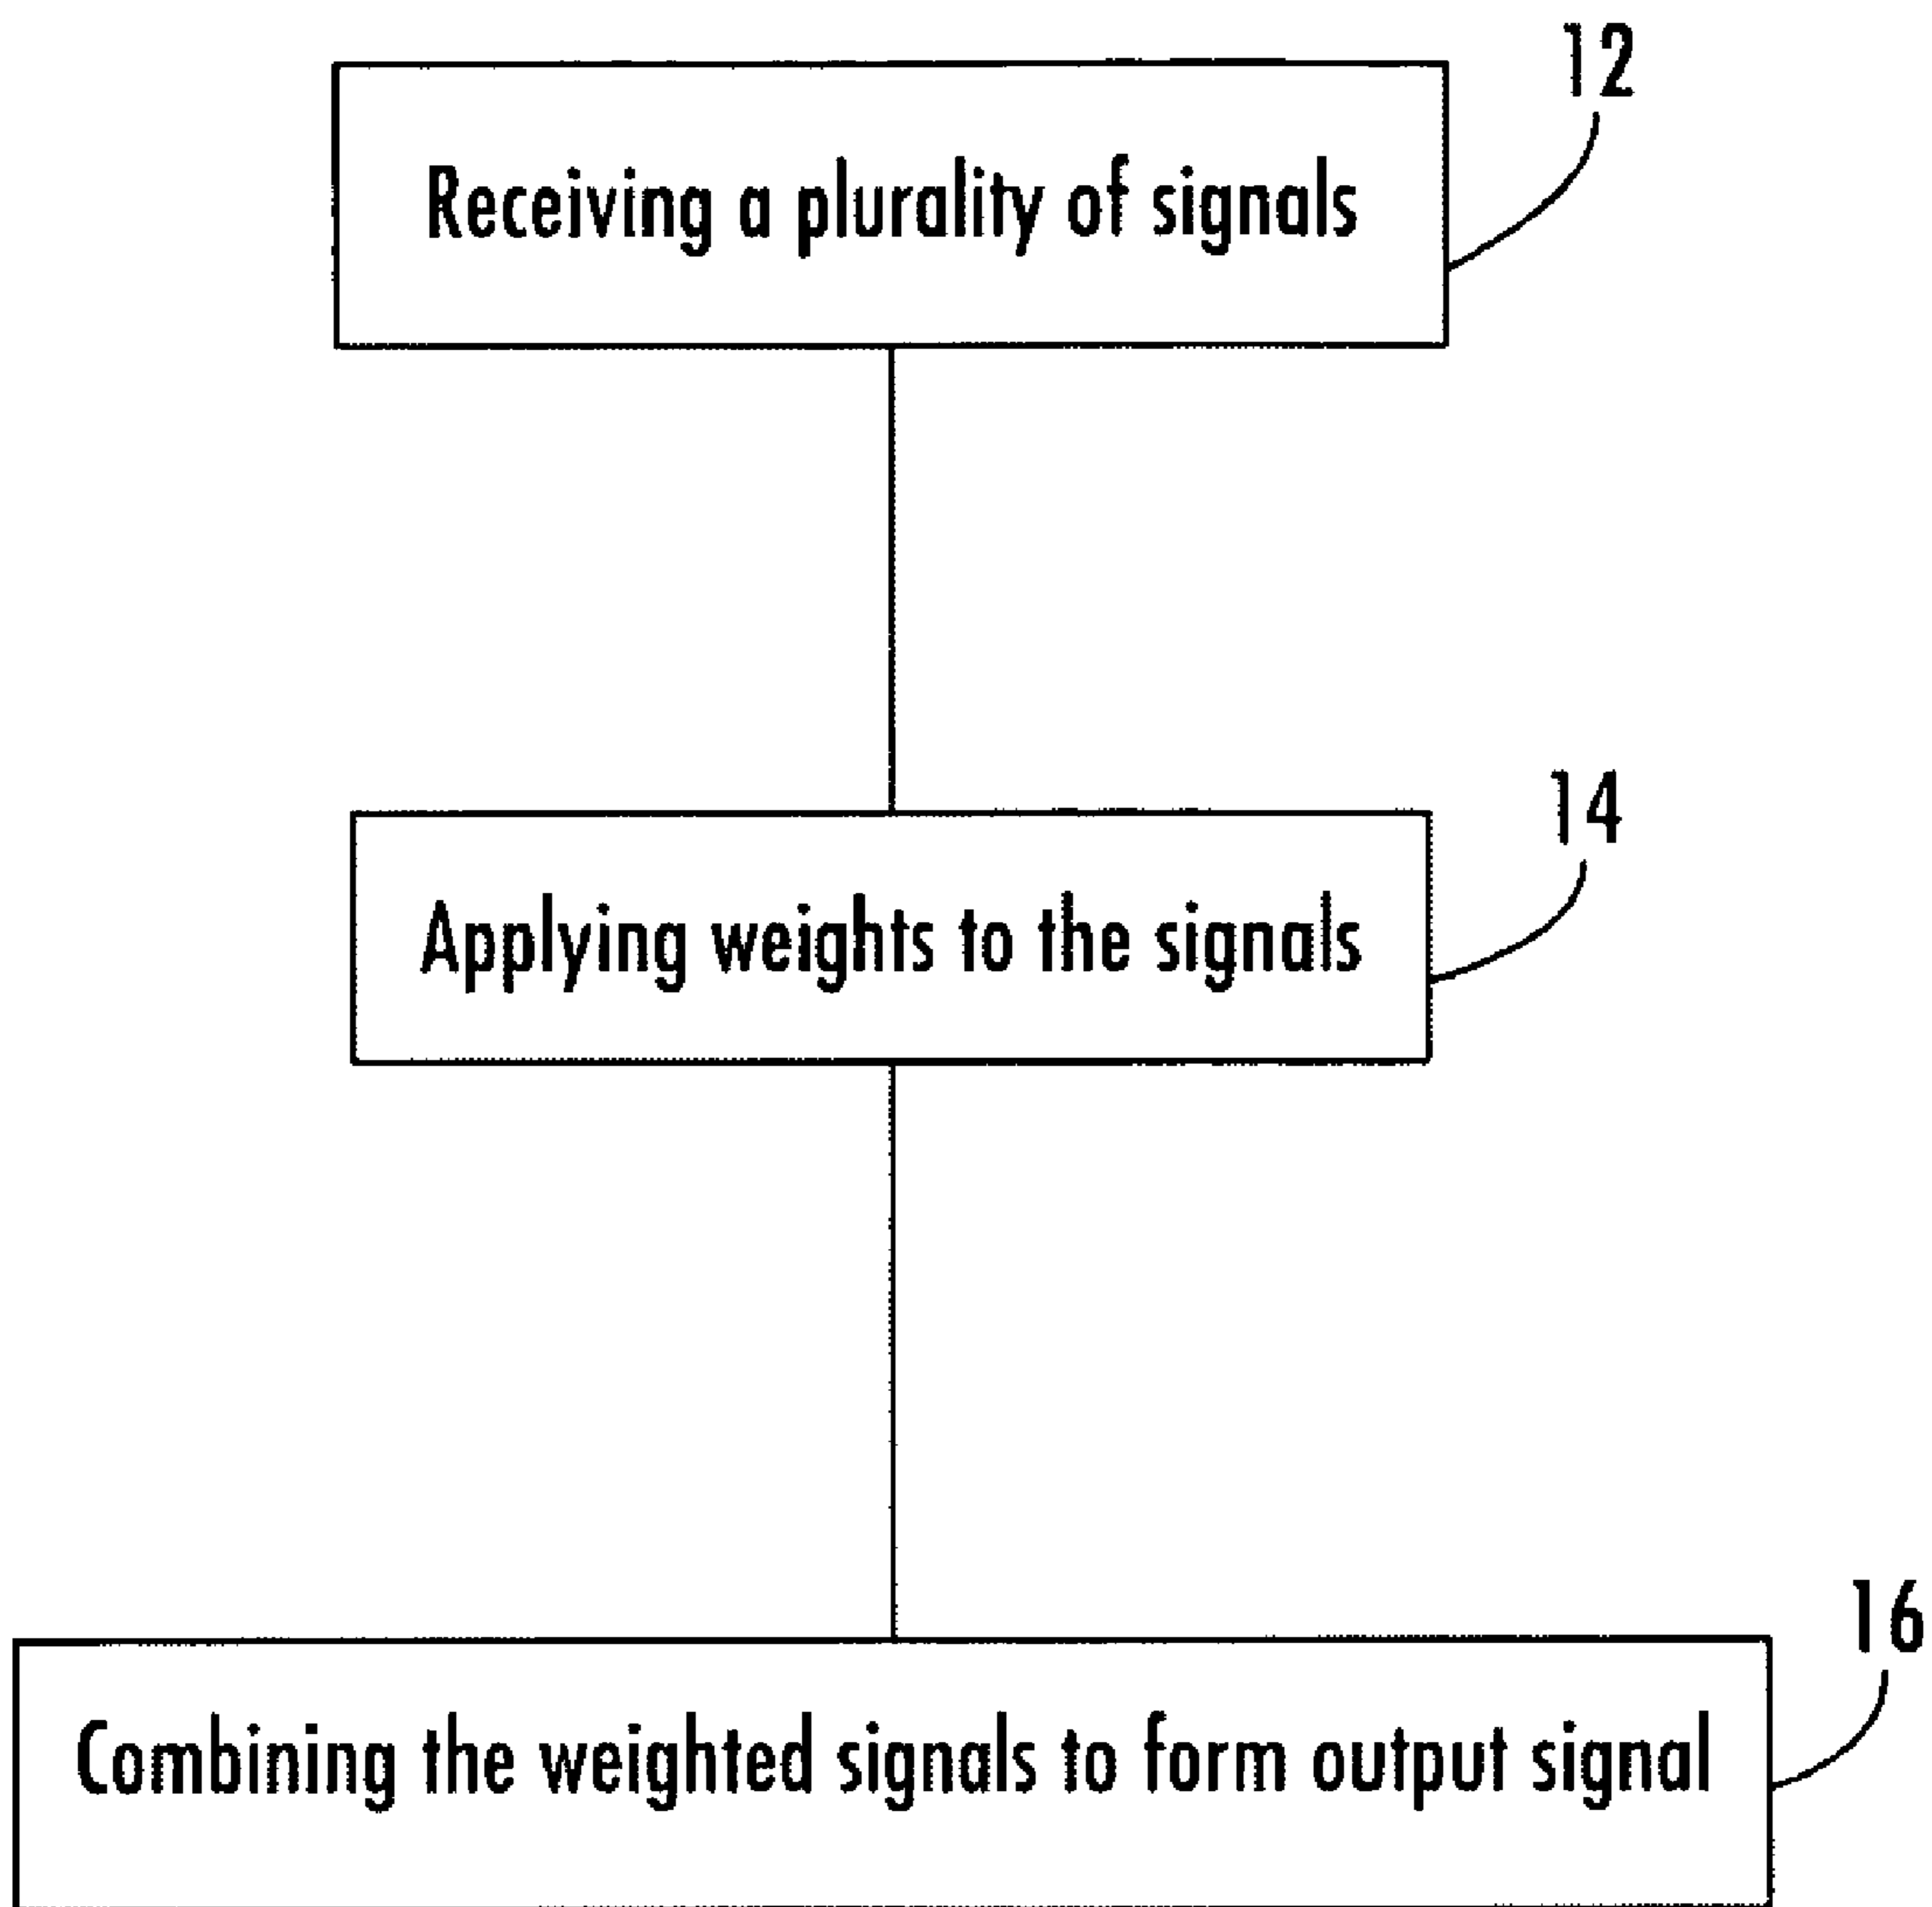 12
Receiving a plurality of signals
14
Applying weights to the signals
16
Combining the weighted signals to form output signal